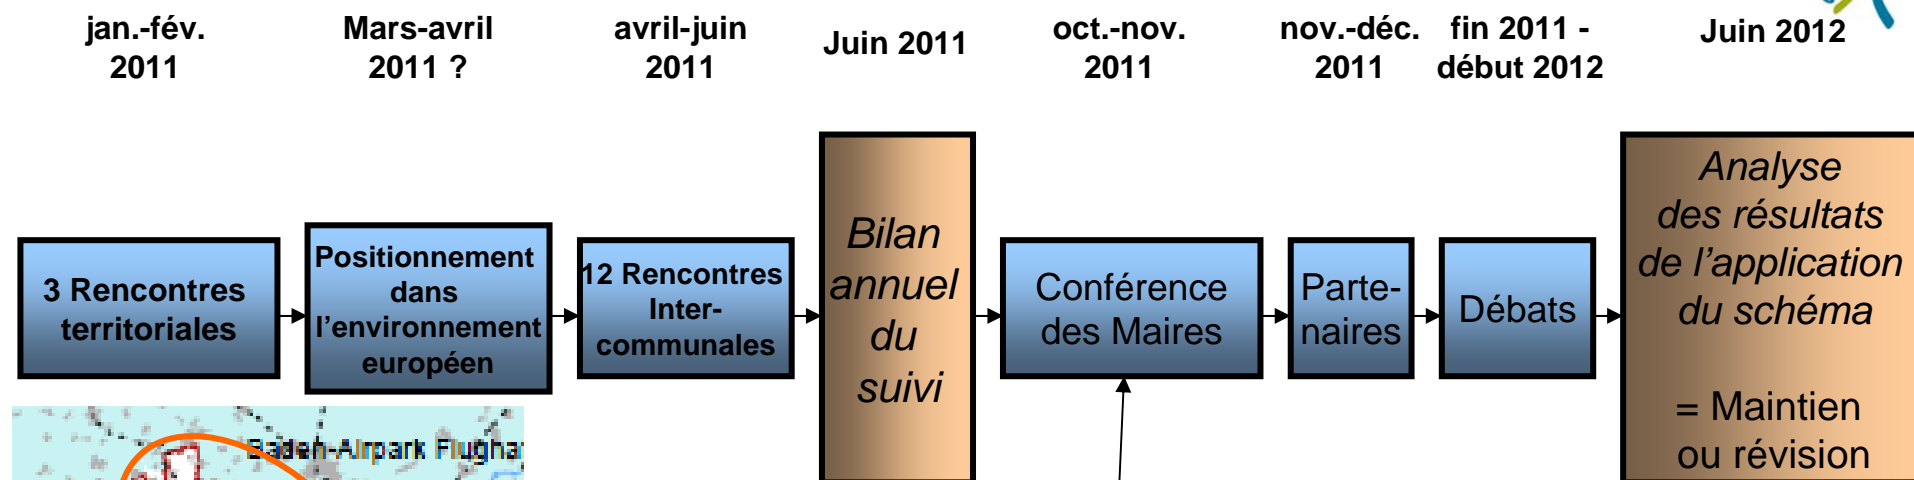 jan.-fév.
2011
Mars-avril
2011 ?
avril-juin
2011
Juin 2011
oct.-nov.
2011
nov.-déc.
2011
fin 2011 -
début 2012
Juin 2012
3 Rencontres
territoriales
Positionnement
dans
l’environnement
européen
12 Rencontres
Inter-
communales
Bilan
annuel
du
suivi
Conférence
des Maires
Parte-
naires
Débats
Analyse
des résultats
de l’application
du schéma
= Maintien
ou révision
Baden-Airpark Flugha